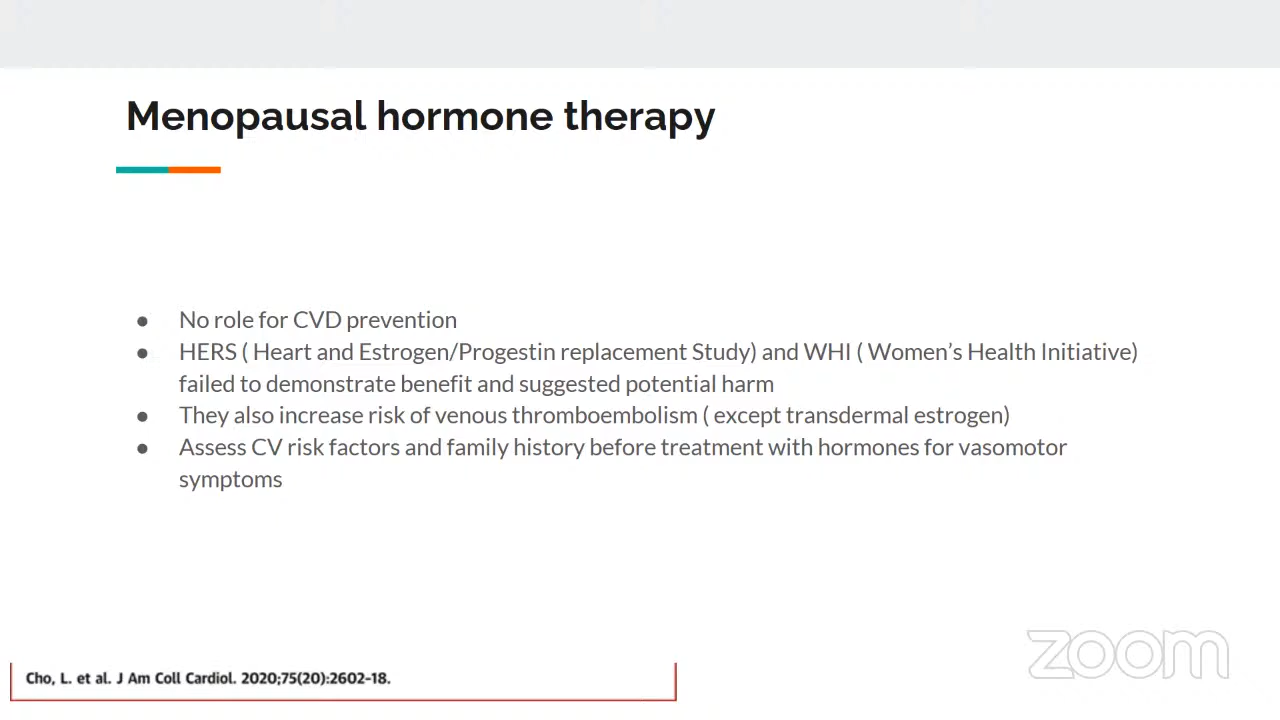 Menopausal hormone therapy
● No role for CVD prevention
● HERS ( Heart and Estrogen/Progestin replacement Study) and WHI ( Women’s Health Initiative)
failed to demonstrate benefit and suggested potential harm
● They also increase risk of venous thromboembolism ( except transdermal estrogen)
● Assess CV risk factors and family history before treatment with hormones for vasomotor
symptoms
zoom
Cho, L. et al. J Am Coll Cardiol. 2020;75(20):2602-18.